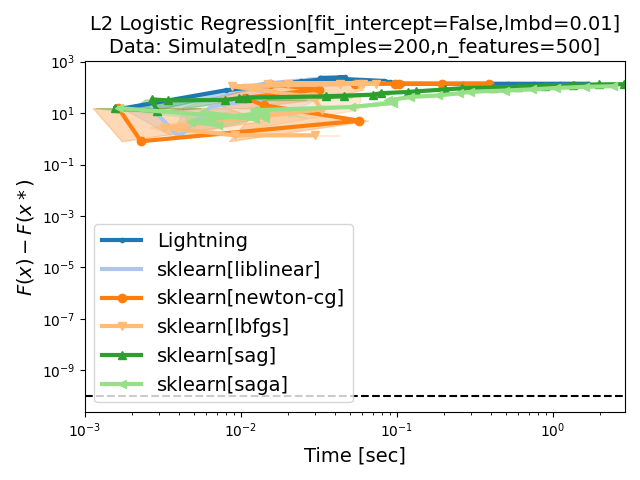 L2 Logistic Regression[fit_intercept=False,lmbd=0.01]
Data: Simulated[n_samples=200,n_features=500]
F(x) − F(x*)
10³
10¹
10⁻¹
10⁻³
10⁻⁵
10⁻⁷
10⁻⁹
Lightning
sklearn[liblinear]
sklearn[newton-cg]
sklearn[lbfgs]
sklearn[sag]
sklearn[saga]
10⁻³ 10⁻² 10⁻¹ 10⁰
Time [sec]